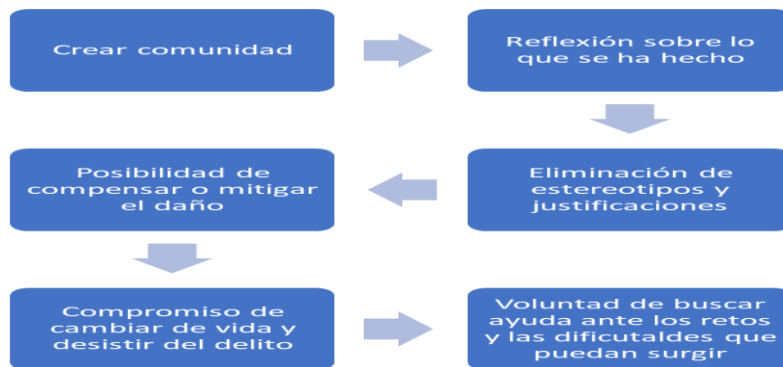 Crear comunidad
Reflexión sobre lo
que se ha hecho
Eliminación de
estereotipos y
justificaciones
Posibilidad de
compensar o mitigar
el daño
Compromiso de
cambiar de vida y
desistir del delito
Voluntad de buscar
ayuda ante los retos
y las dificutaldes que
puedan surgir